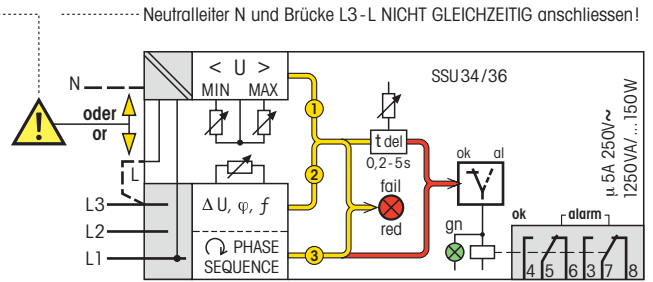 Neutralleiter N und Brücke L3-L NICHT GLEICHZEITIG anschliessen!
< U >
MIN MAX
SSU34/36
N
oder
or
L
1
t del
0,2-5s
ok al
µ 5A 250V~
1250VA/...150W
2
fail
red
L3
L2
L1
Δ U, φ, f
PHASE
SEQUENCE
3
gn
ok alarm
4 5 6 3 7 8